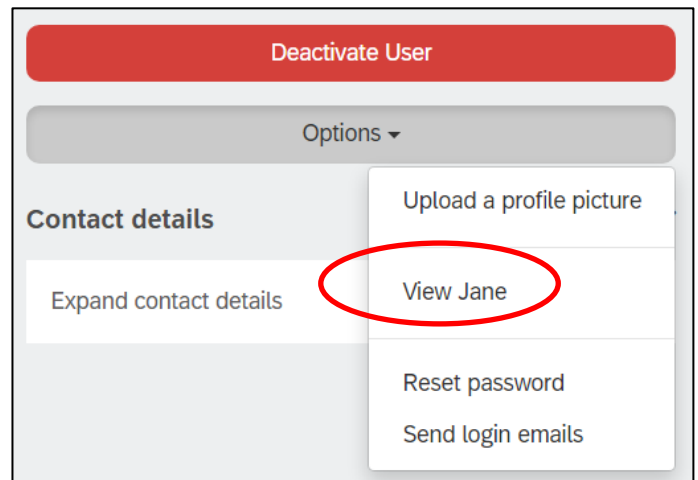 Deactivate User
Options
Contact details
Expand contact details
Upload a profile picture
View Jane
Reset password
Send login emails